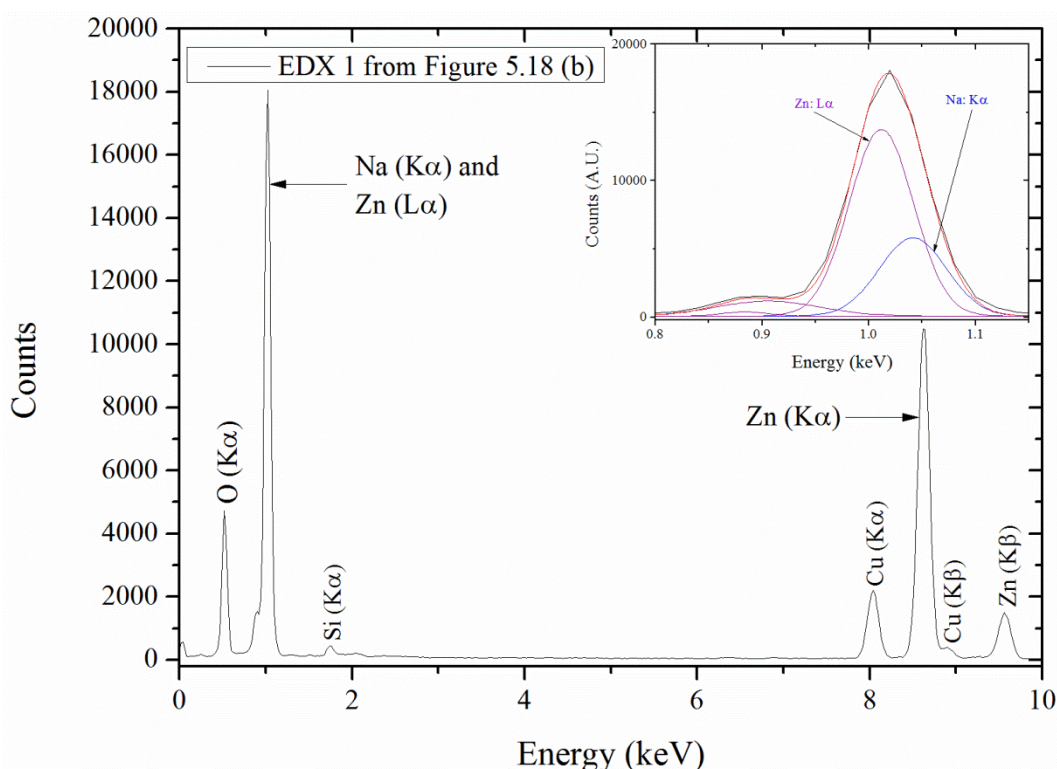 20000
18000
16000
14000
12000
10000
8000
6000
4000
2000
0
Counts
EDX 1 from Figure 5.18 (b)
Na (Kα) and
Zn (Lα)
O (Kα)
Si (Kα)
Zn (Kα)
Cu (Kα)
Cu (Kβ)
Zn (Kβ)
0 2 4 6 8 10
Energy (keV)
20000
10000
0
Counts (A.U.)
Zn: Lα
Na: Kα
0.8 0.9 1.0 1.1
Energy (keV)